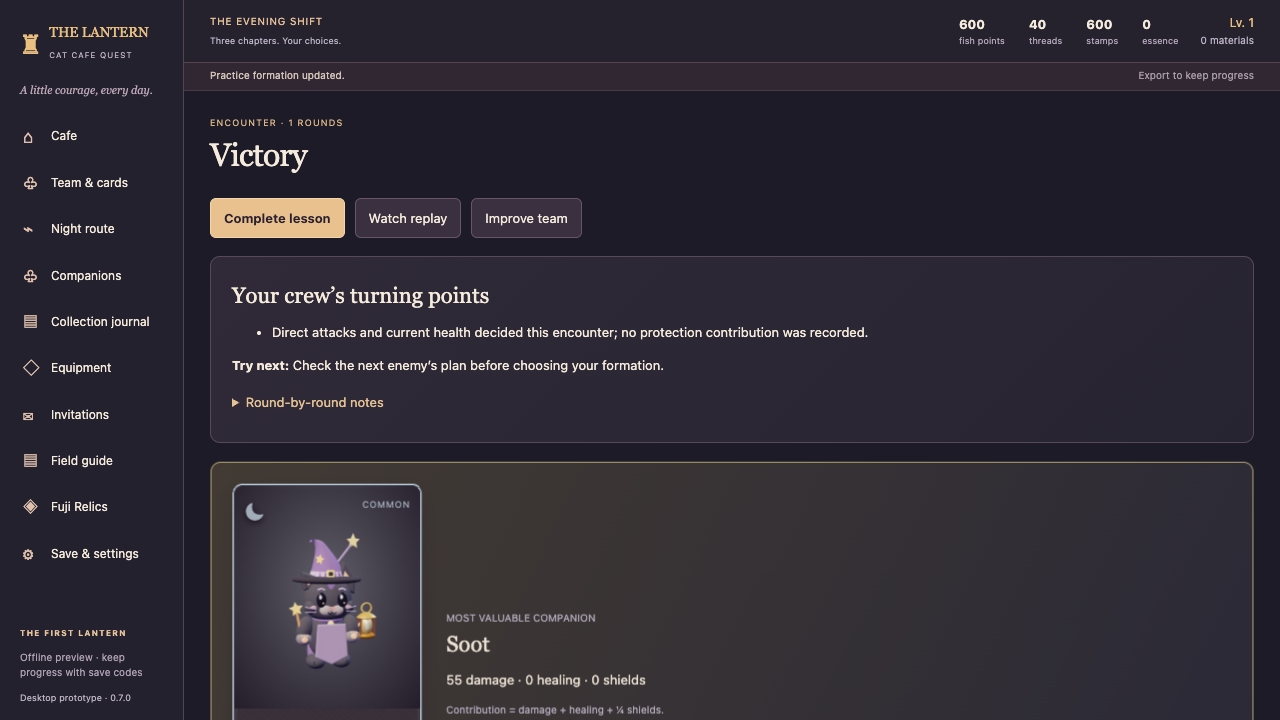 THE LANTERN
CAT CAFE QUEST
A little courage, every day.
Cafe
Team & cards
Night route
Companions
Collection journal
Equipment
Invitations
Field guide
Fuji Relics
Save & settings
THE FIRST LANTERN
Offline preview · keep
progress with save codes
Desktop prototype · 0.7.0
THE EVENING SHIFT
Three chapters. Your choices.
600
fish points
40
threads
600
stamps
0
essence
Lv. 1
0 materials
Practice formation updated.
Export to keep progress
ENCOUNTER · 1 ROUNDS
Victory
Complete lesson
Watch replay
Improve team
Your crew’s turning points
• Direct attacks and current health decided this encounter; no protection contribution was recorded.
Try next: Check the next enemy’s plan before choosing your formation.
Round-by-round notes
COMMON
MOST VALUABLE COMPANION
Soot
55 damage · 0 healing · 0 shields
Contribution = damage + healing + ¼ shields.